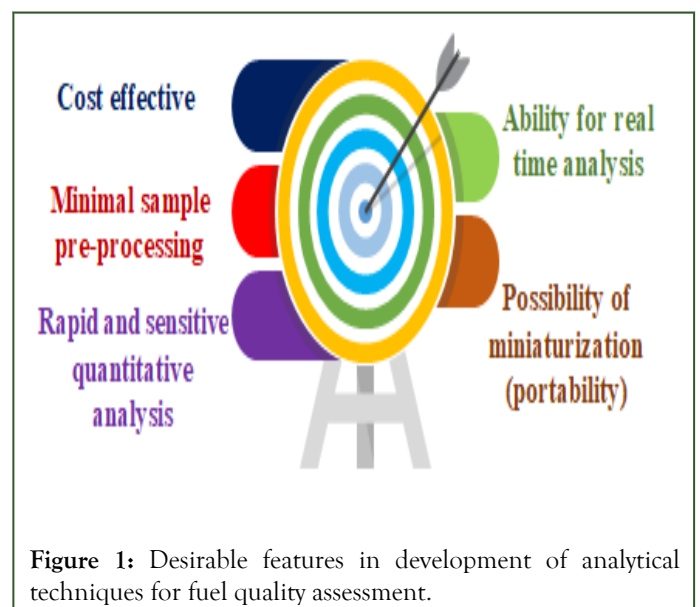 Cost effective
Minimal sample
pre-processing
Rapid and sensitive
quantitative
analysis
Ability for real
time analysis
Possibility of
miniaturization
(portability)
Figure 1: Desirable features in development of analytical
techniques for fuel quality assessment.